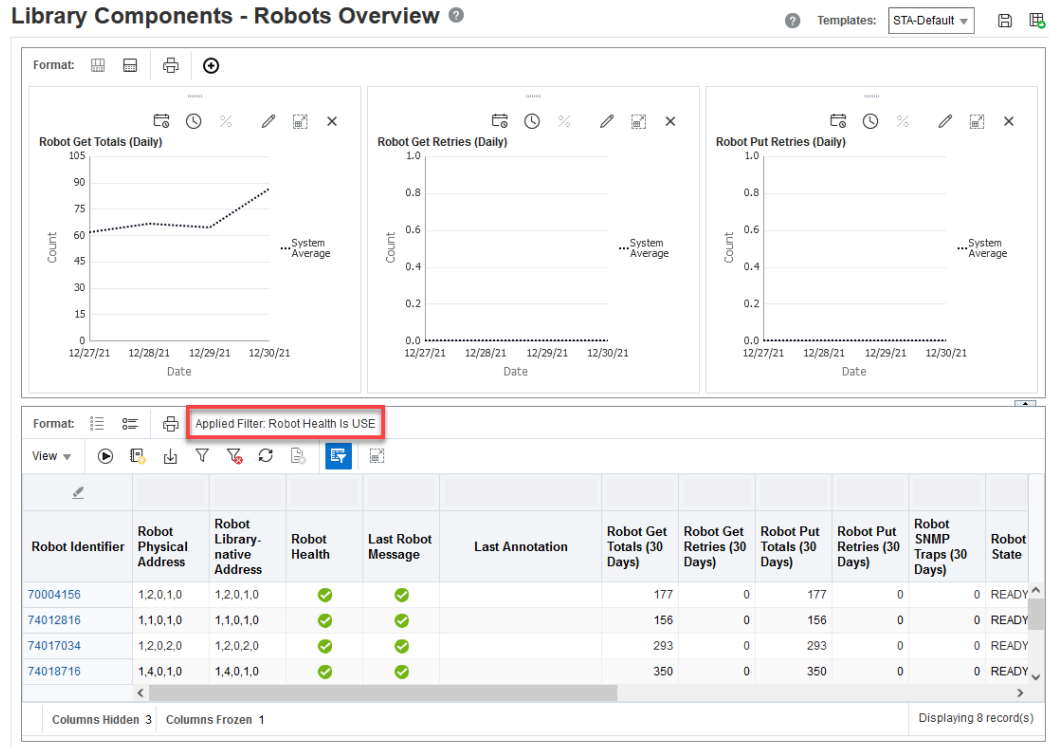 Library Components - Robots Overview
Templates: STA-Default
Format:
Robot Get Totals (Daily)
105
90
75
60
45
30
15
0
Count
12/27/21 12/28/21 12/29/21 12/30/21
Date
System
Average
Robot Get Retries (Daily)
1.0
0.8
0.6
0.4
0.2
0.0
Count
12/27/21 12/28/21 12/29/21 12/30/21
Date
System
Average
Robot Put Retries (Daily)
1.0
0.8
0.6
0.4
0.2
0.0
Count
12/27/21 12/28/21 12/29/21 12/30/21
Date
System
Average
Format: Applied Filter: Robot Health Is USE
View
Robot Identifier Robot Physical Address Robot Library-native Address Robot Health Last Robot Message Last Annotation Robot Get Totals (30 Days) Robot Get Retries (30 Days) Robot Put Totals (30 Days) Robot Put Retries (30 Days) Robot SNMP Traps (30 Days) Robot State
70004156 1,2,0,1,0 1,2,0,1,0 177 0 177 0 0 READY
74012816 1,1,0,1,0 1,1,0,1,0 156 0 156 0 0 READY
74017034 1,2,0,2,0 1,2,0,2,0 293 0 293 0 0 READY
74018716 1,4,0,1,0 1,4,0,1,0 350 0 350 0 0 READY
Columns Hidden 3 Columns Frozen 1 Displaying 8 record(s)